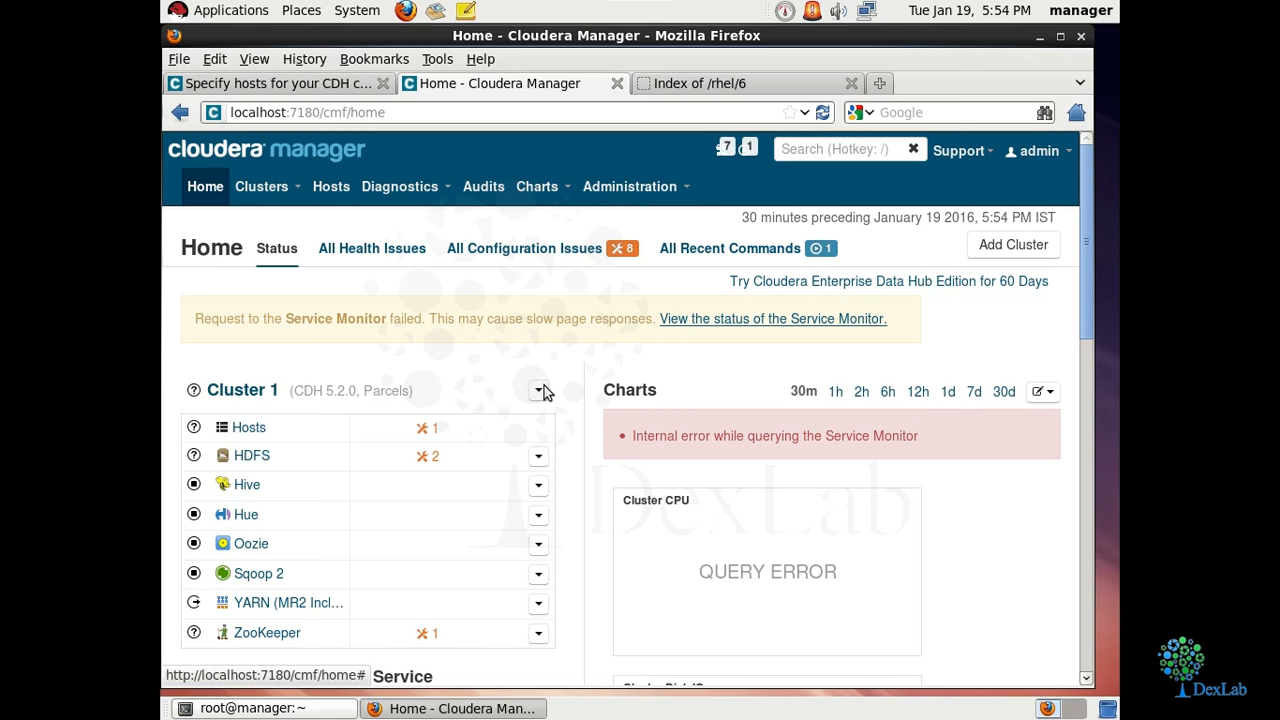 Applications Places System Tue Jan 19, 5:54 PM manager
Home - Cloudera Manager - Mozilla Firefox
File Edit View History Bookmarks Tools Help
Specify hosts for your CDH c... Home - Cloudera Manager Index of /rhel/6
localhost:7180/cmf/home Google
cloudera manager 7 1 Search (Hotkey: /) Support admin
Home Clusters Hosts Diagnostics Audits Charts Administration
30 minutes preceding January 19 2016, 5:54 PM IST
Home Status All Health Issues All Configuration Issues 8 All Recent Commands 1 Add Cluster
Try Cloudera Enterprise Data Hub Edition for 60 Days
Request to the Service Monitor failed. This may cause slow page responses. View the status of the Service Monitor.
Cluster 1 (CDH 5.2.0, Parcels)
Hosts 1
HDFS 2
Hive
Hue
Oozie
Sqoop 2
YARN (MR2 Incl...
ZooKeeper 1
Charts 30m 1h 2h 6h 12h 1d 7d 30d
Internal error while querying the Service Monitor
Cluster CPU
QUERY ERROR
DexLab
http://localhost:7180/cmf/home# Service
root@manager:~ Home - Cloudera Man...
DexLab